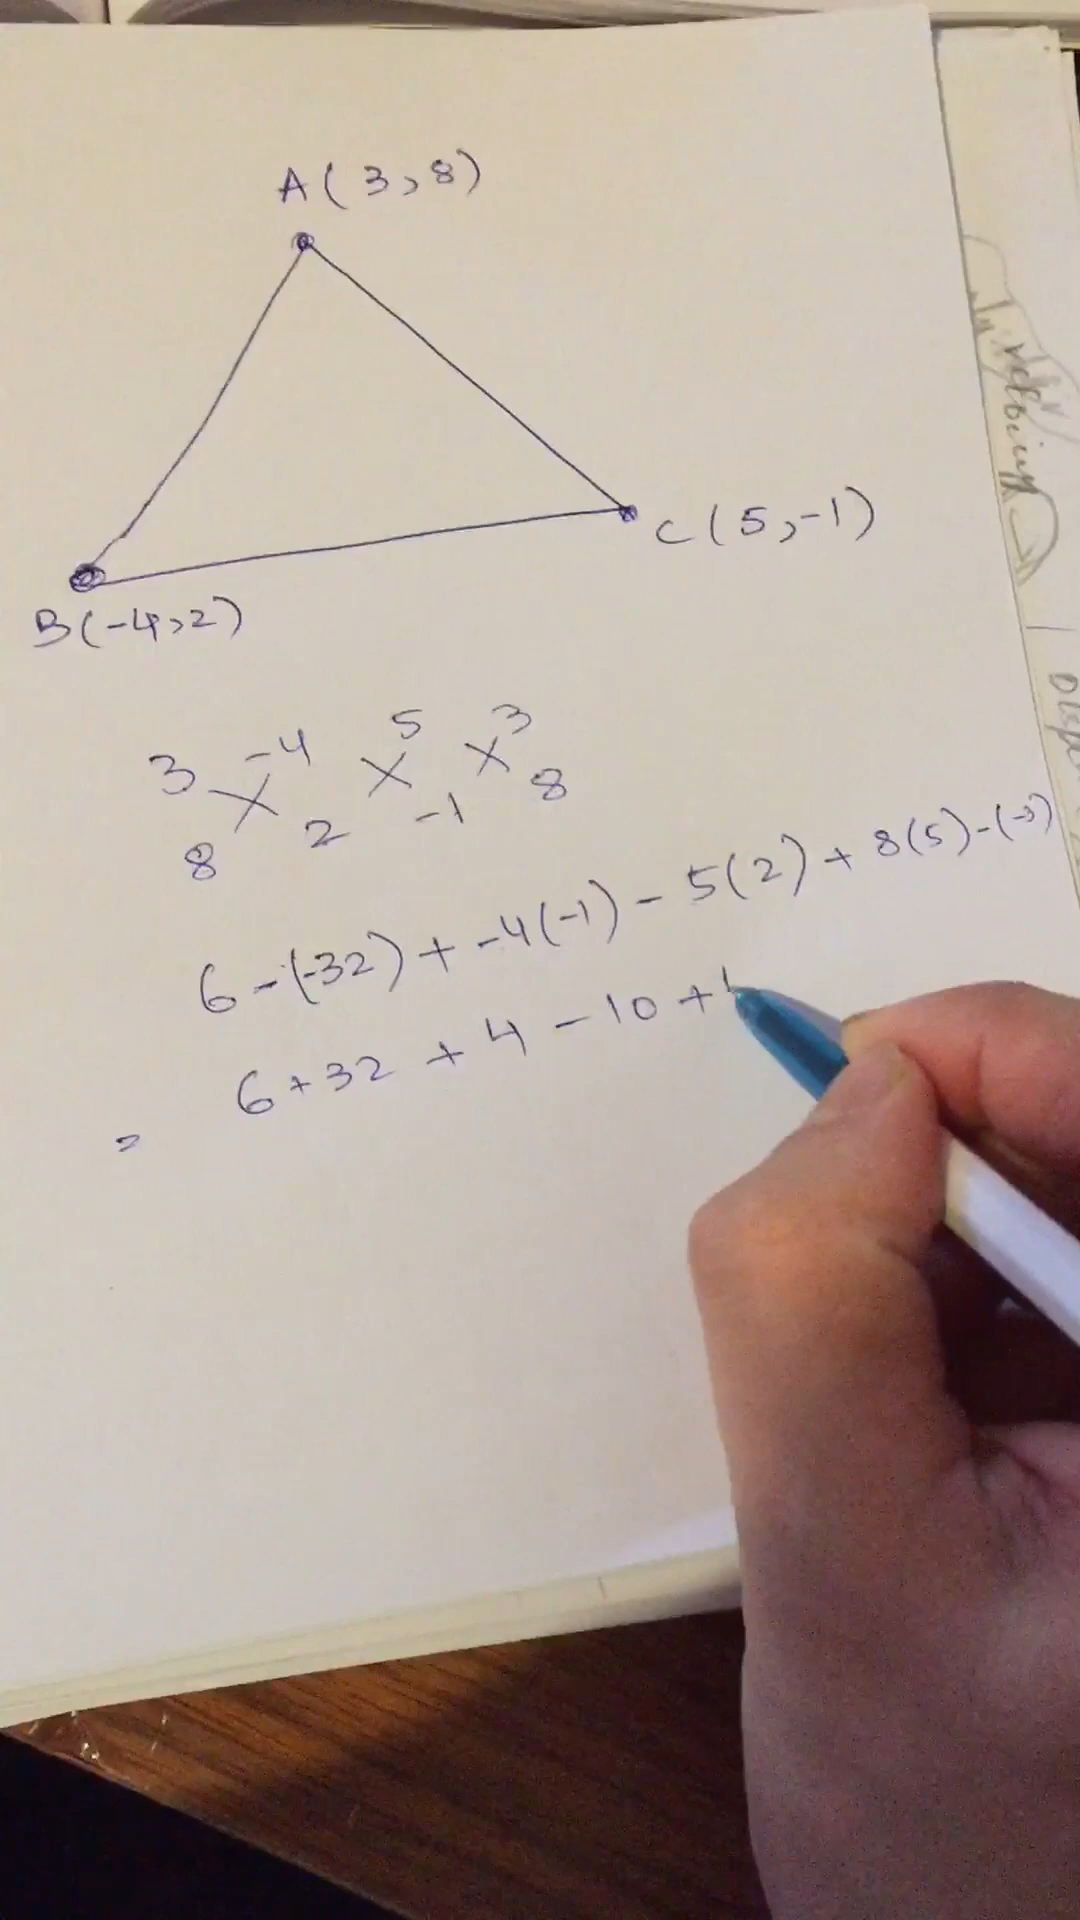 A(3,8)
C(5,-1)
B(-4,2)
3 -4 5 3
8 2 -1 8
6-(-32)+-4(-1)-5(2)+8(5)-(-3)
6+32+4-10+
=